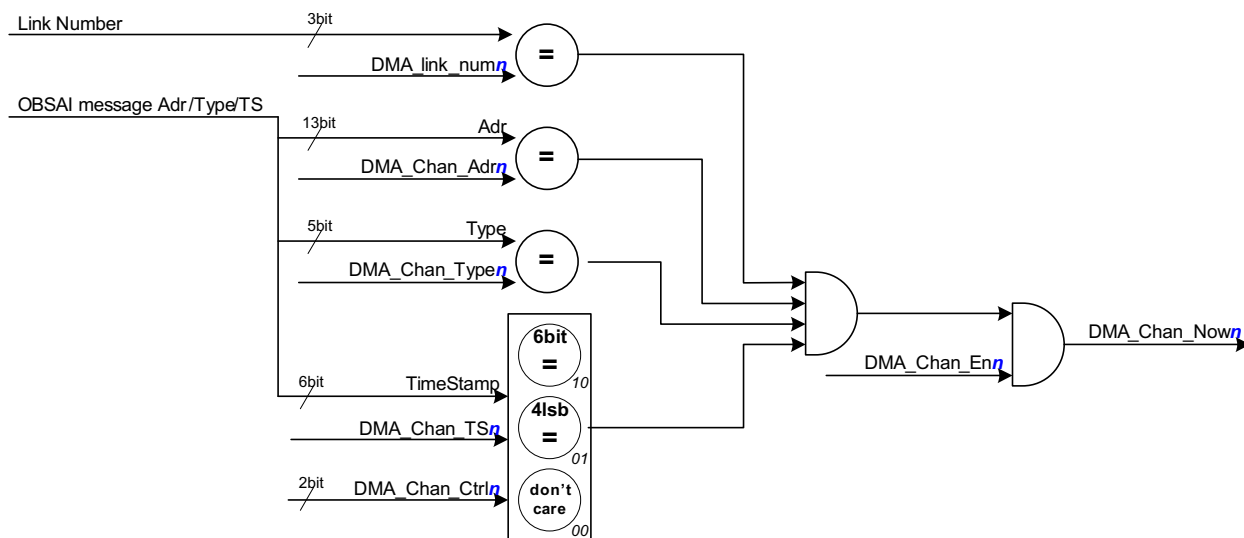 Link Number
3bit
=
DMA_link_numn
OBSAI message Adr/Type/TS
13bit
Adr
=
DMA_Chan_Adrn
5bit
Type
=
DMA_Chan_Typen
6bit
=
10
DMA_Chan_Nown
DMA_Chan_Enn
6bit
TimeStamp
4lsb
=
01
DMA_Chan_TSn
2bit
DMA_Chan_Ctrln
don't
care
00